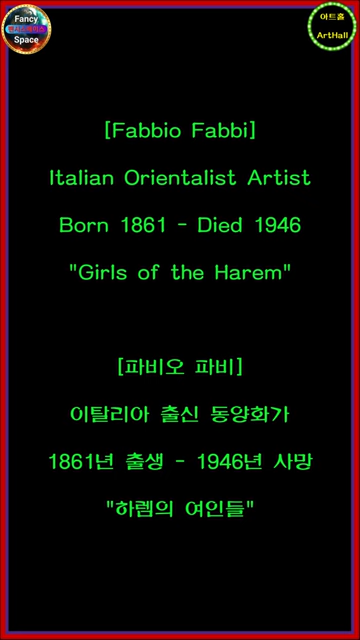 Fancy
Space
아트홀
ArtHall
[Fabbio Fabbi]
Italian Orientalist Artist
Born 1861 - Died 1946
"Girls of the Harem"
[파비오 파비]
이탈리아 출신 동양화가
1861년 출생 - 1946년 사망
"하렘의 여인들"